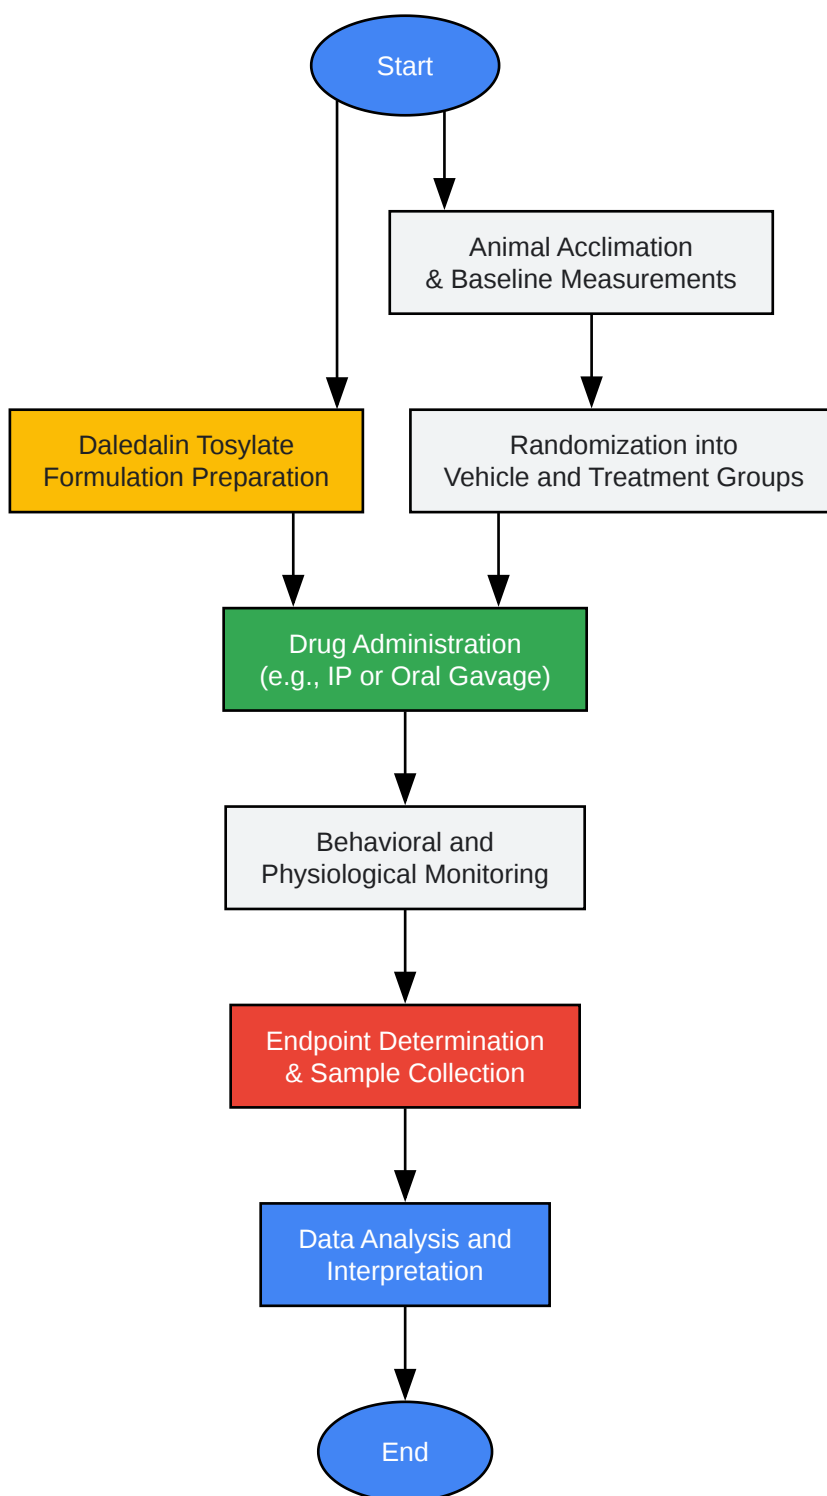 Start
Animal Acclimation
& Baseline Measurements
Daledalin Tosylate
Formulation Preparation
Randomization into
Vehicle and Treatment Groups
Drug Administration
(e.g., IP or Oral Gavage)
Behavioral and
Physiological Monitoring
Endpoint Determination
& Sample Collection
Data Analysis and
Interpretation
End